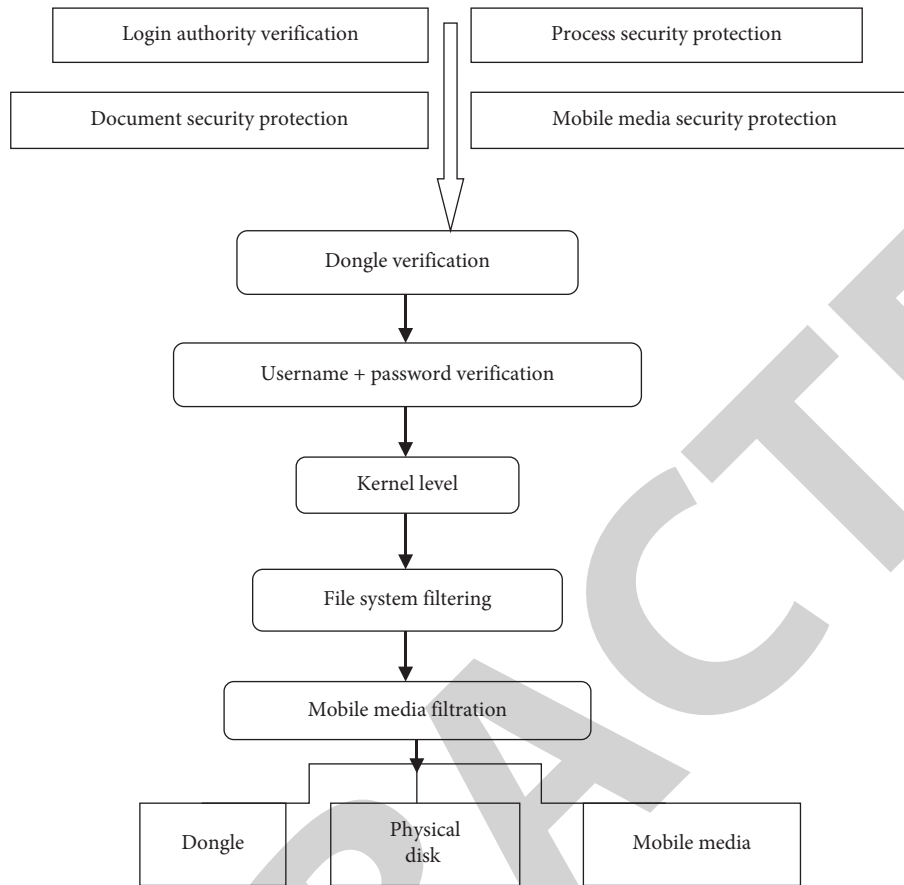 Login authority verification
Process security protection
Document security protection
Mobile media security protection
Dongle verification
Username + password verification
Kernel level
File system filtering
Mobile media filtration
Dongle
Physical
disk
Mobile media